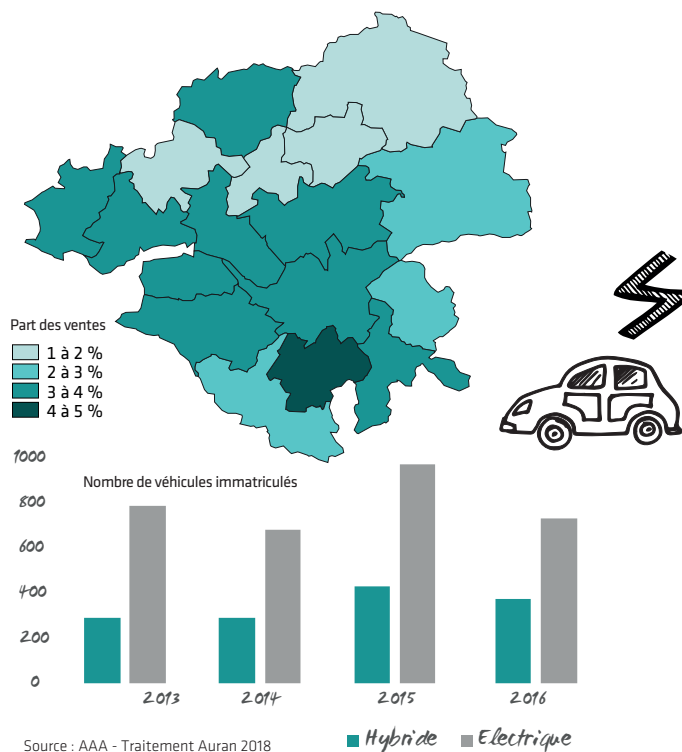 Part des ventes
1 à 2 %
2 à 3 %
3 à 4 %
4 à 5 %
Nombre de véhicules immatriculés
1000
800
600
400
200
0
2013 2014 2015 2016
Hybride Electrique
Source : AAA - Traitement Auran 2018